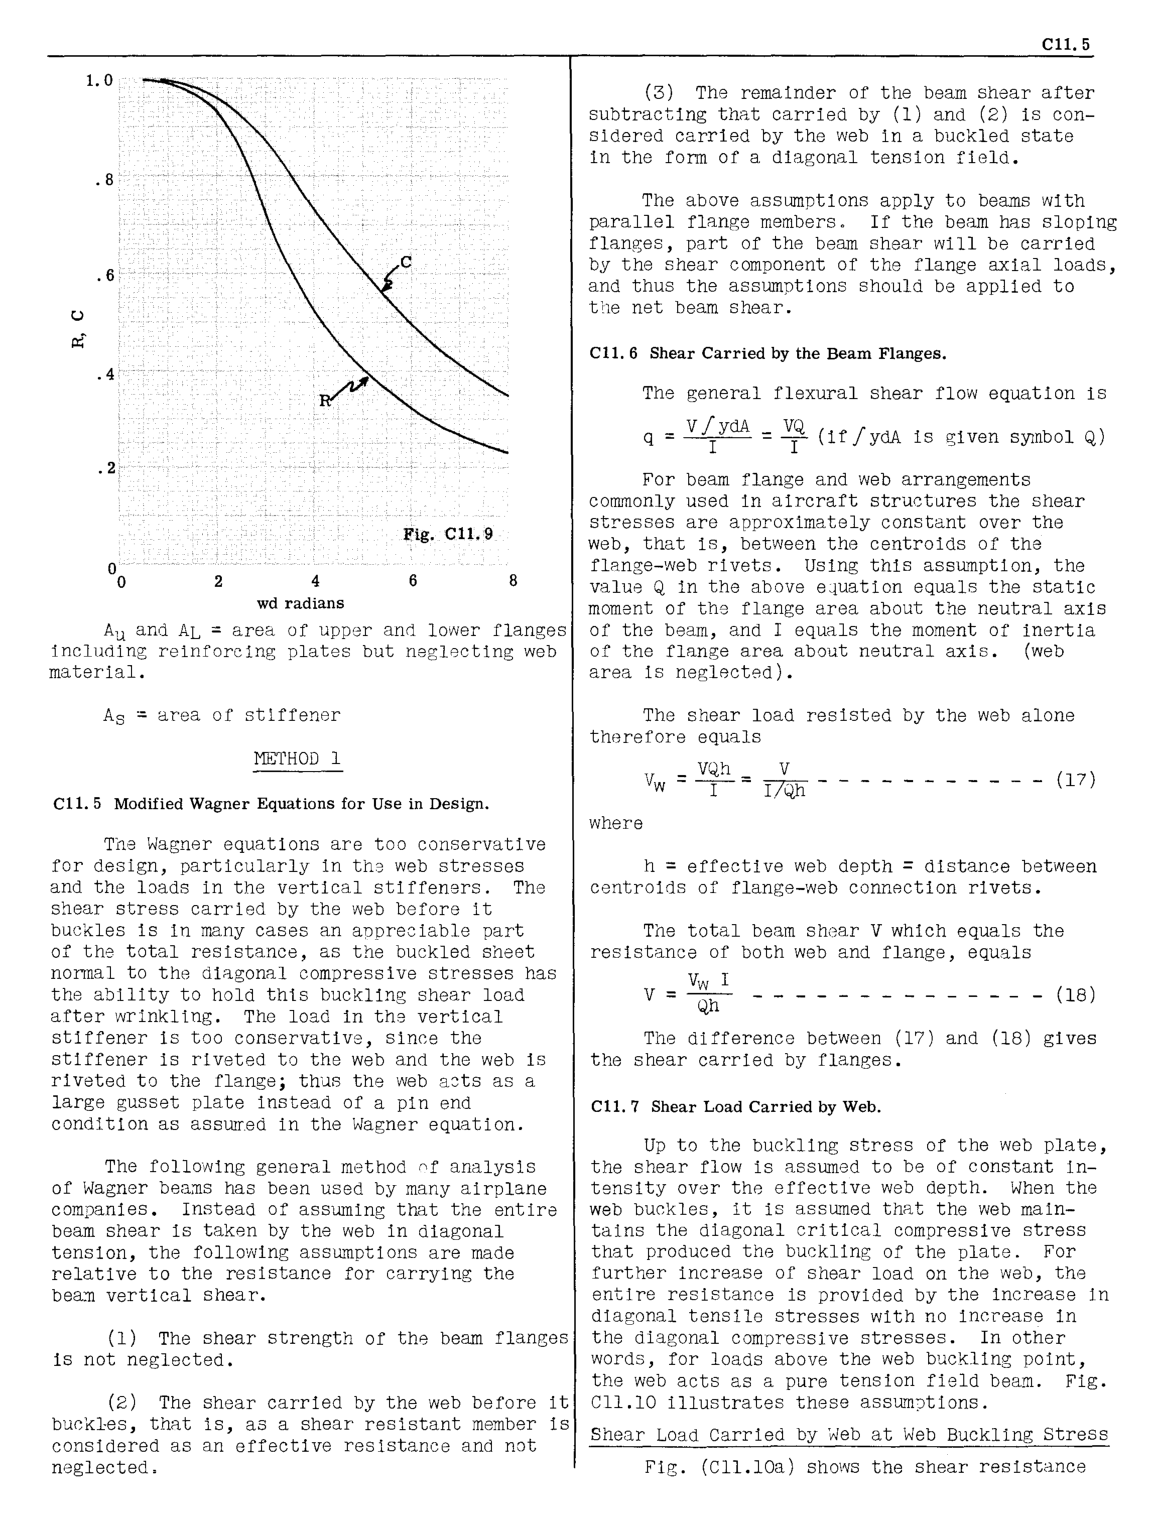 C11.5
1.0
.8
.6
.4
.2
0
R, C
C
R
Fig. C11.9
0 2 4 6 8
wd radians
A_U and A_L = area of upper and lower flanges
including reinforcing plates but neglecting web
material.
A_S = area of stiffener
METHOD 1
C11.5 Modified Wagner Equations for Use in Design.
The Wagner equations are too conservative
for design, particularly in the web stresses
and the loads in the vertical stiffeners. The
shear stress carried by the web before it
buckles is in many cases an appreciable part
of the total resistance, as the buckled sheet
normal to the diagonal compressive stresses has
the ability to hold this buckling shear load
after wrinkling. The load in the vertical
stiffener is too conservative, since the
stiffener is riveted to the web and the web is
riveted to the flange; thus the web acts as a
large gusset plate instead of a pin end
condition as assumed in the Wagner equation.
The following general method of analysis
of Wagner beams has been used by many airplane
companies. Instead of assuming that the entire
beam shear is taken by the web in diagonal
tension, the following assumptions are made
relative to the resistance for carrying the
beam vertical shear.
(1) The shear strength of the beam flanges
is not neglected.
(2) The shear carried by the web before it
buckles, that is, as a shear resistant member is
considered as an effective resistance and not
neglected.
(3) The remainder of the beam shear after
subtracting that carried by (1) and (2) is con-
sidered carried by the web in a buckled state
in the form of a diagonal tension field.
The above assumptions apply to beams with
parallel flange members. If the beam has sloping
flanges, part of the beam shear will be carried
by the shear component of the flange axial loads,
and thus the assumptions should be applied to
the net beam shear.
C11.6 Shear Carried by the Beam Flanges.
The general flexural shear flow equation is
q = V∫ydA / I = VQ / I (if ∫ydA is given symbol Q)
For beam flange and web arrangements
commonly used in aircraft structures the shear
stresses are approximately constant over the
web, that is, between the centroids of the
flange-web rivets. Using this assumption, the
value Q in the above equation equals the static
moment of the flange area about the neutral axis
of the beam, and I equals the moment of inertia
of the flange area about neutral axis. (web
area is neglected).
The shear load resisted by the web alone
therefore equals
V_W = VQh / I = V / I/Qh - - - - - - - - - - - (17)
where
h = effective web depth = distance between
centroids of flange-web connection rivets.
The total beam shear V which equals the
resistance of both web and flange, equals
V = V_W I / Qh - - - - - - - - - - - - - - (18)
The difference between (17) and (18) gives
the shear carried by flanges.
C11.7 Shear Load Carried by Web.
Up to the buckling stress of the web plate,
the shear flow is assumed to be of constant in-
tensity over the effective web depth. When the
web buckles, it is assumed that the web main-
tains the diagonal critical compressive stress
that produced the buckling of the plate. For
further increase of shear load on the web, the
entire resistance is provided by the increase in
diagonal tensile stresses with no increase in
the diagonal compressive stresses. In other
words, for loads above the web buckling point,
the web acts as a pure tension field beam. Fig.
C11.10 illustrates these assumptions.
Shear Load Carried by Web at Web Buckling Stress
Fig. (C11.10a) shows the shear resistance